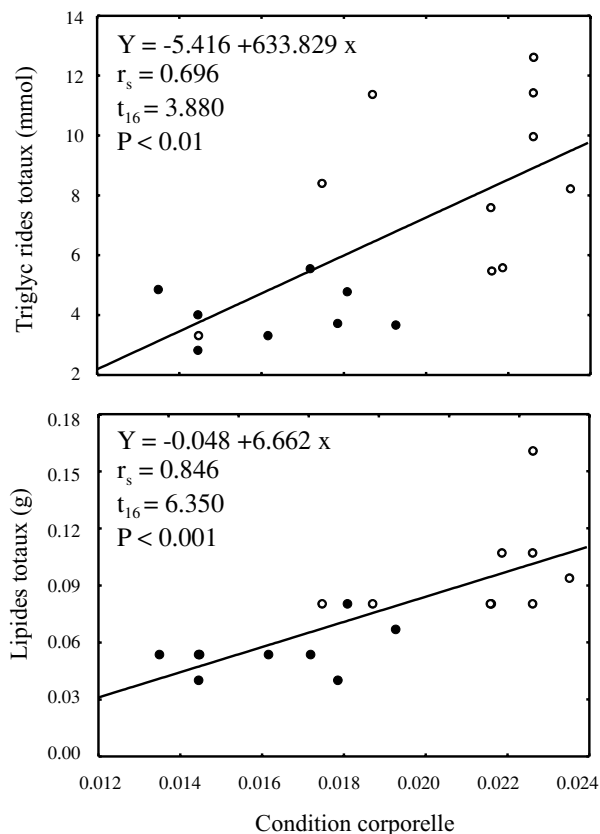 14
12
10
8
6
4
2
Triglyc rides totaux (mmol)
Y = -5.416 +633.829 x
r_s = 0.696
t_16 = 3.880
P < 0.01
0.18
0.15
0.12
0.09
0.06
0.03
0.00
Lipides totaux (g)
Y = -0.048 +6.662 x
r_s = 0.846
t_16 = 6.350
P < 0.001
0.012 0.014 0.016 0.018 0.020 0.022 0.024
Condition corporelle